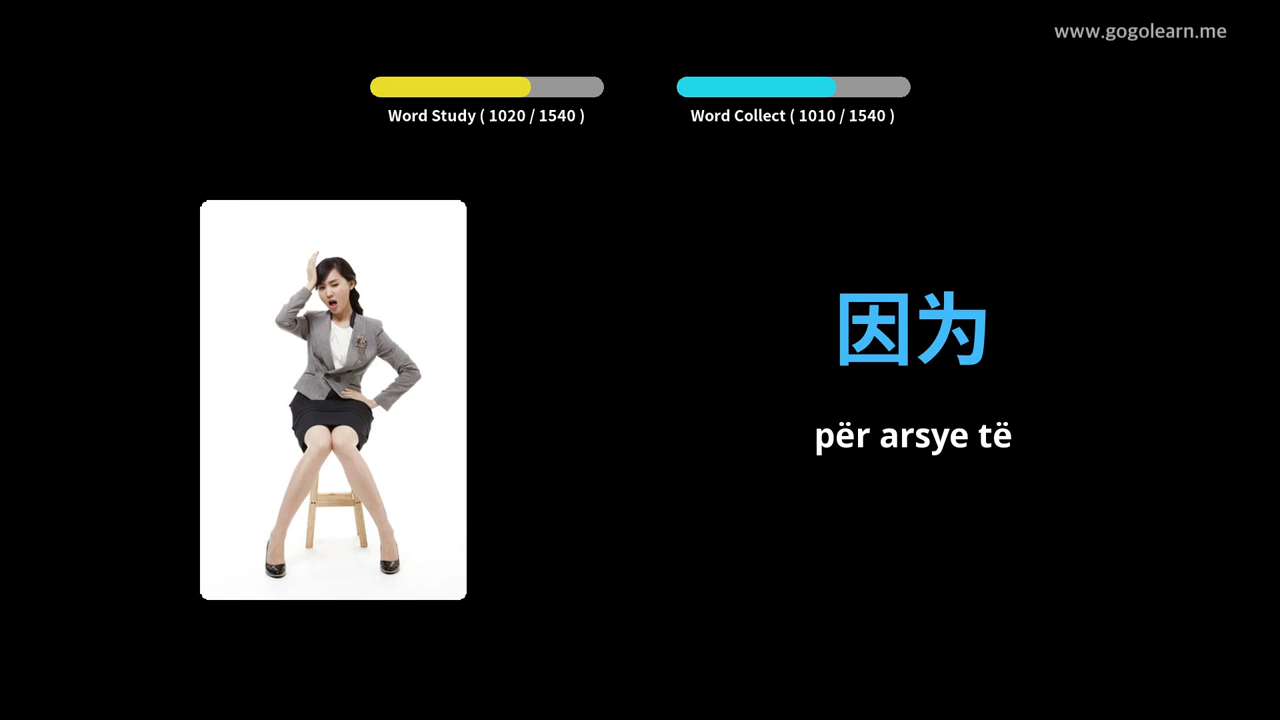 www.gogolearn.me
Word Study ( 1020 / 1540 )
Word Collect ( 1010 / 1540 )
因为
për arsye të